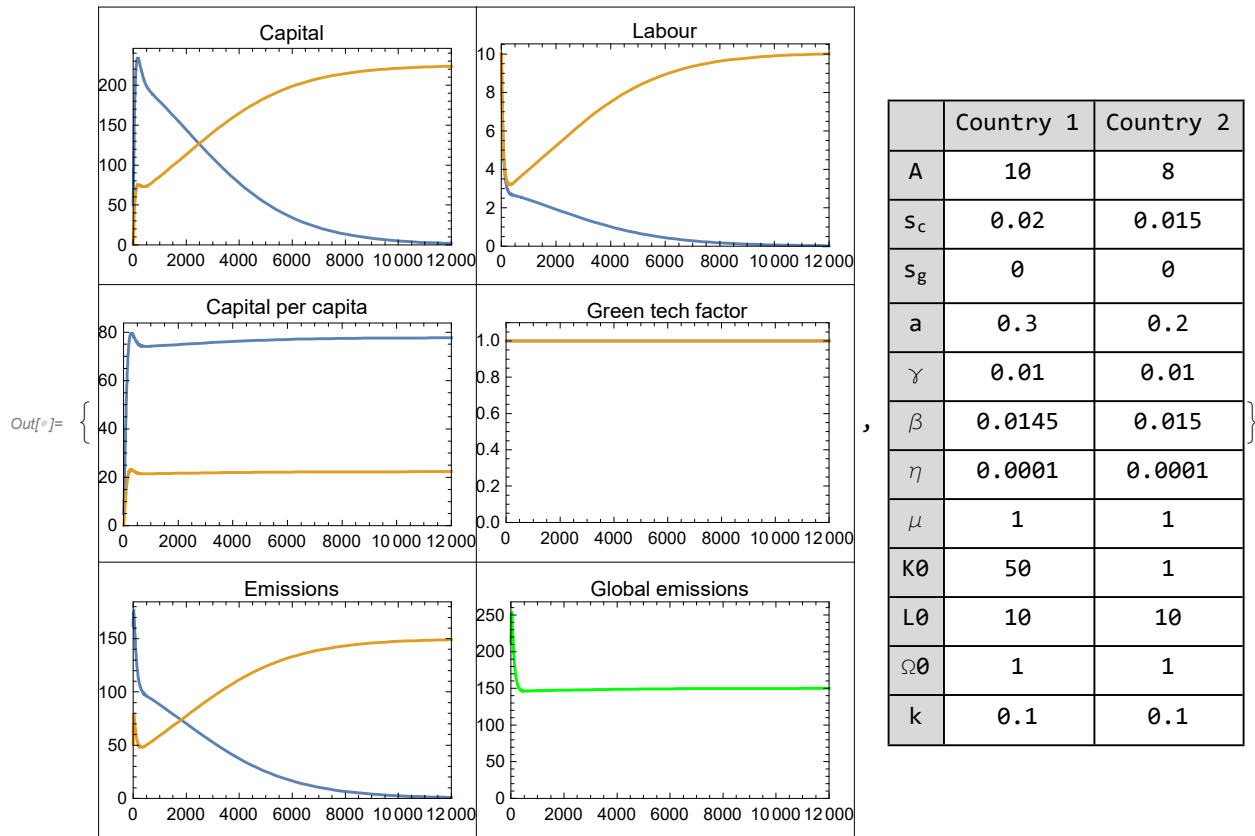 Capital
Labour
200
150
100
50
0
0 2000 4000 6000 8000 10 000 12 000
10
8
6
4
2
0
0 2000 4000 6000 8000 10 000 12 000
Capital per capita
Green tech factor
80
60
40
20
0
0 2000 4000 6000 8000 10 000 12 000
1.0
0.8
0.6
0.4
0.2
0.0
0 2000 4000 6000 8000 10 000 12 000
Out[ ]= {
Emissions
Global emissions
150
100
50
0
0 2000 4000 6000 8000 10 000 12 000
250
200
150
100
50
0
0 2000 4000 6000 8000 10 000 12 000
,
Country 1 Country 2
A 10 8
s_c 0.02 0.015
s_g 0 0
a 0.3 0.2
γ 0.01 0.01
β 0.0145 0.015
η 0.0001 0.0001
μ 1 1
K0 50 1
L0 10 10
Ω0 1 1
k 0.1 0.1
}